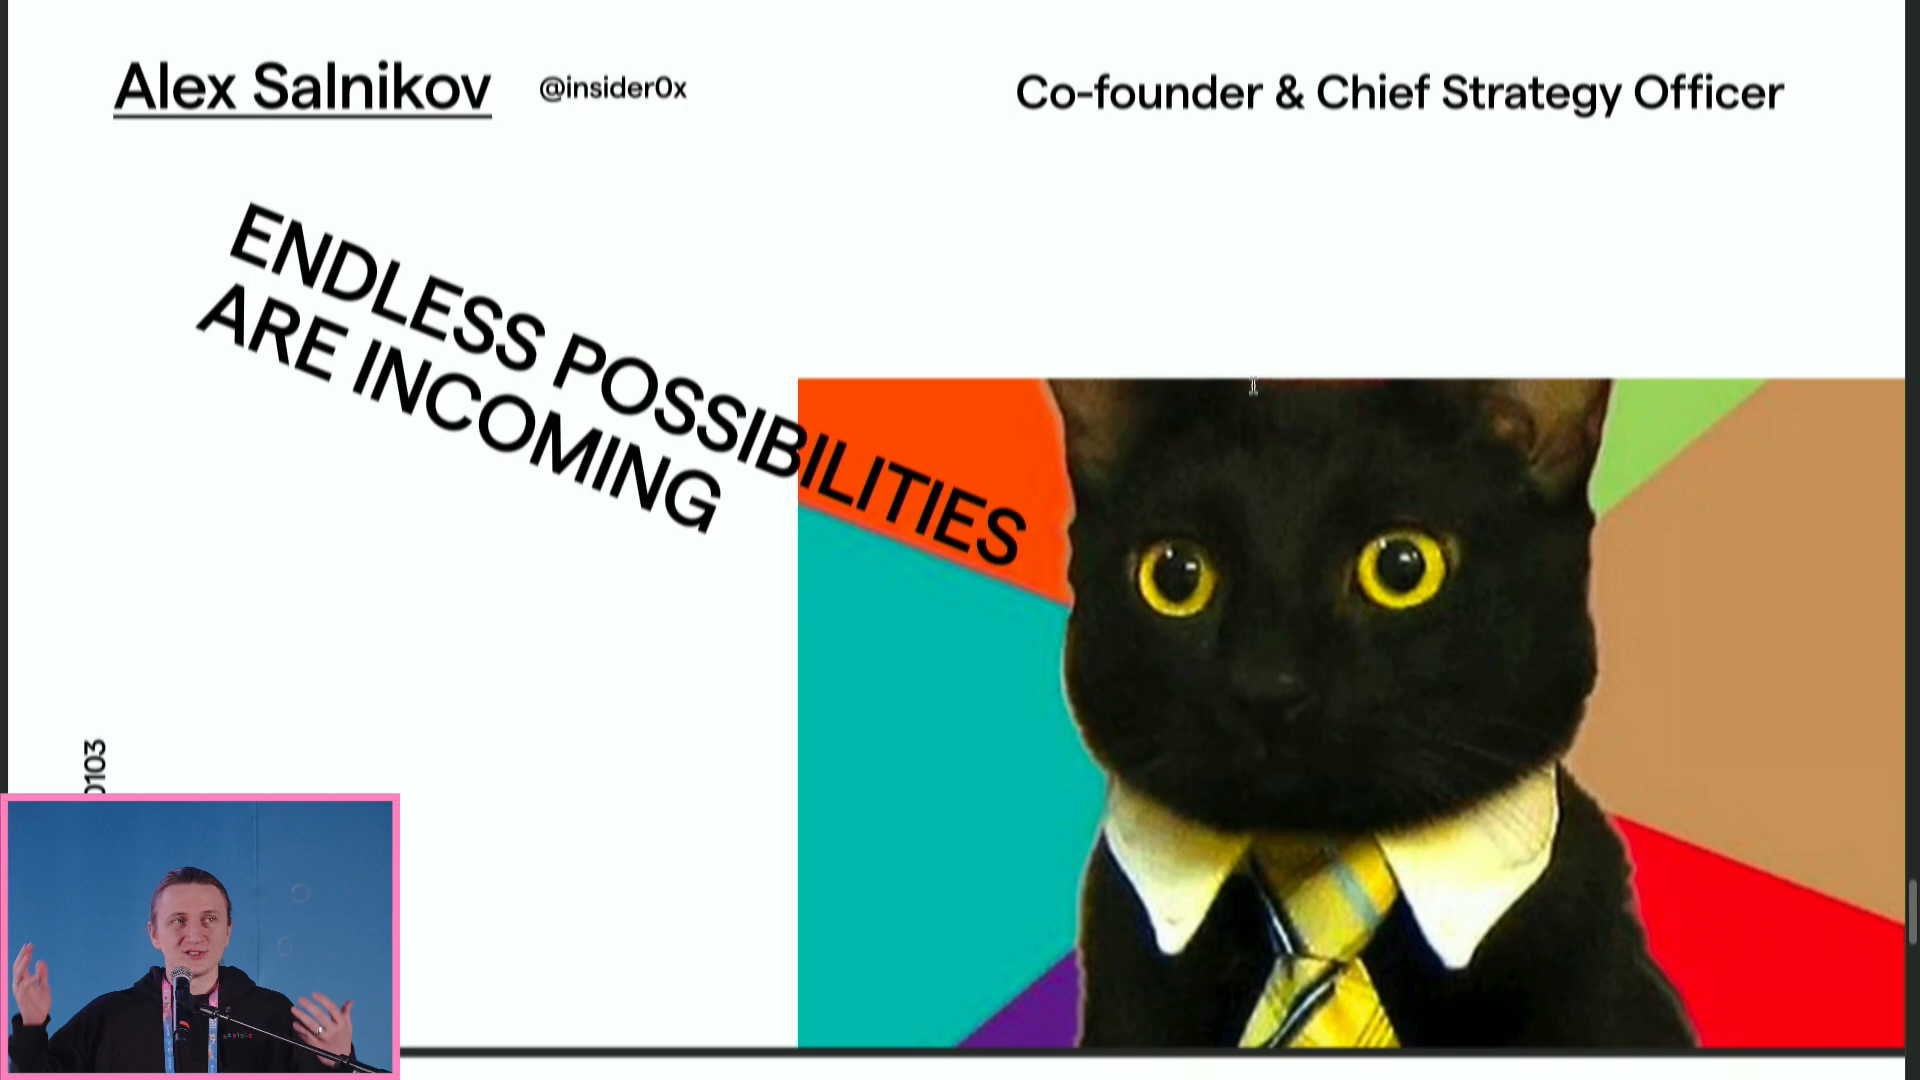 Alex Salnikov
@insider0x
Co-founder & Chief Strategy Officer
ENDLESS POSSIBILITIES
ARE INCOMING